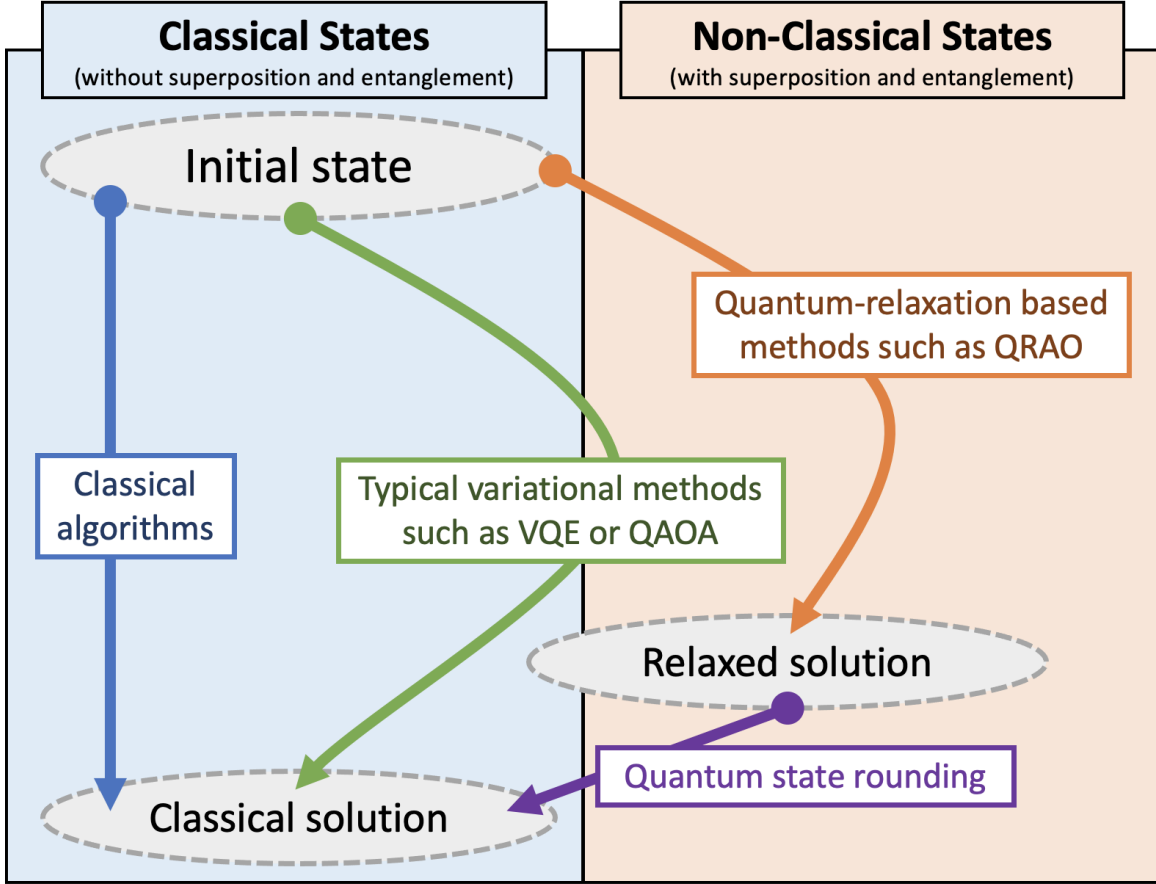 Classical States
(without superposition and entanglement)
Non-Classical States
(with superposition and entanglement)
Initial state
Quantum-relaxation based
methods such as QRAO
Classical
algorithms
Typical variational methods
such as VQE or QAOA
Relaxed solution
Quantum state rounding
Classical solution